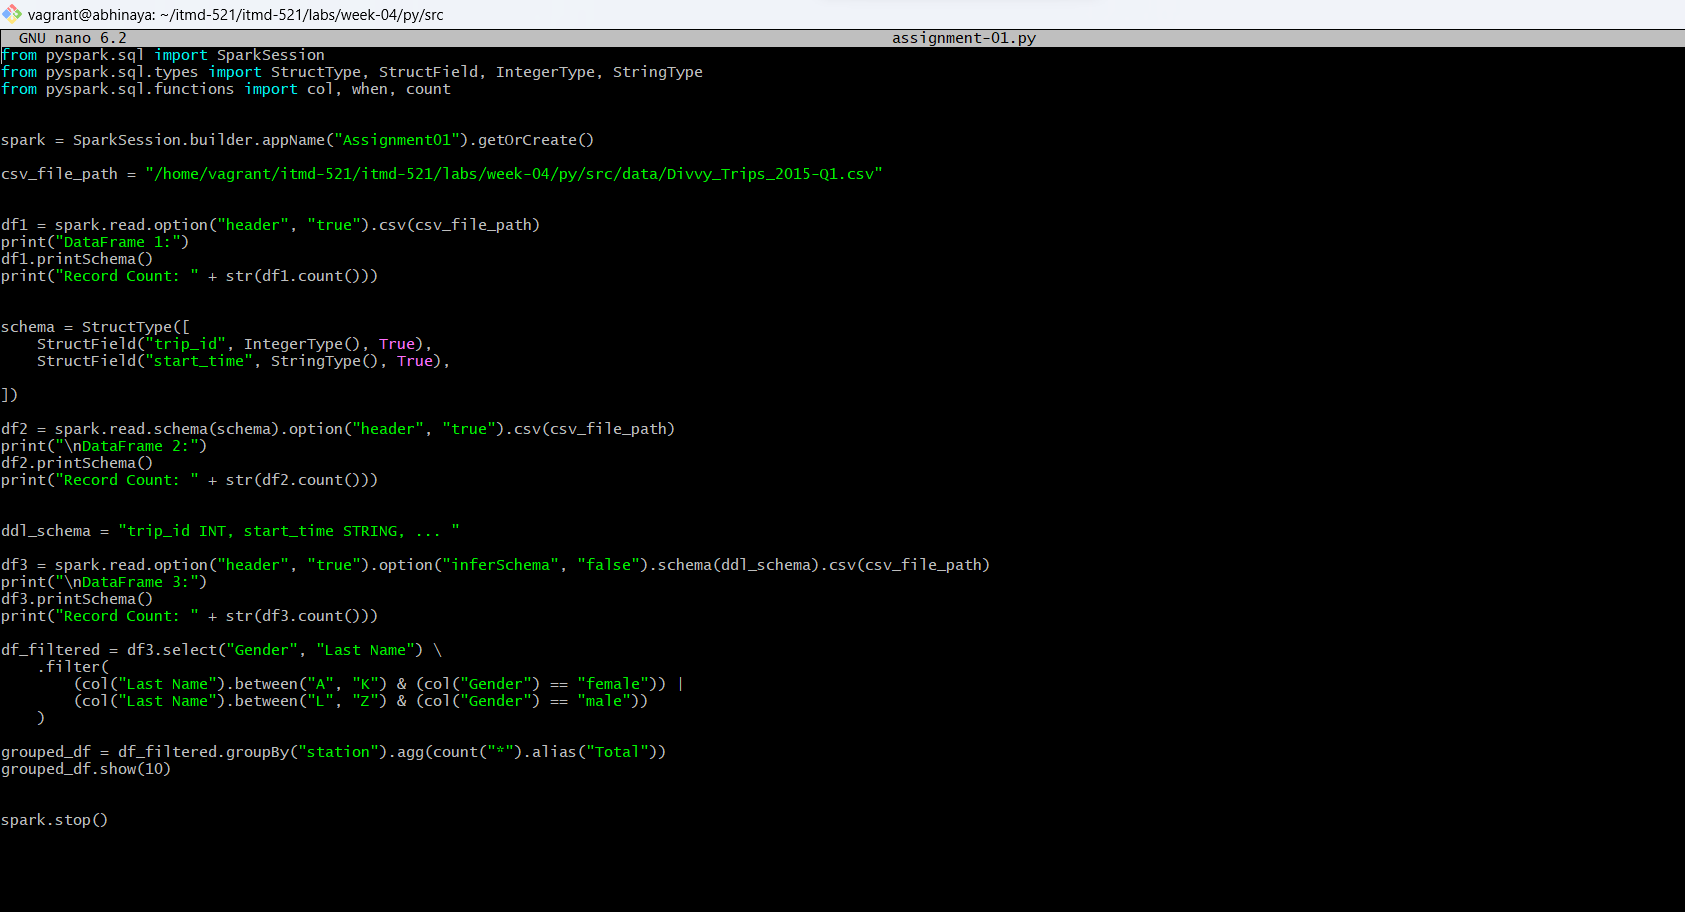 vagrant@abhinaya: ~/itmd-521/itmd-521/labs/week-04/py/src
GNU nano 6.2 assignment-01.py
from pyspark.sql import SparkSession
from pyspark.sql.types import StructType, StructField, IntegerType, StringType
from pyspark.sql.functions import col, when, count
spark = SparkSession.builder.appName("Assignment01").getOrCreate()
csv_file_path = "/home/vagrant/itmd-521/itmd-521/labs/week-04/py/src/data/Divvy_Trips_2015-Q1.csv"
df1 = spark.read.option("header", "true").csv(csv_file_path)
print("DataFrame 1:")
df1.printSchema()
print("Record Count: " + str(df1.count()))
schema = StructType([
    StructField("trip_id", IntegerType(), True),
    StructField("start_time", StringType(), True),
])
df2 = spark.read.schema(schema).option("header", "true").csv(csv_file_path)
print("\nDataFrame 2:")
df2.printSchema()
print("Record Count: " + str(df2.count()))
ddl_schema = "trip_id INT, start_time STRING, ... "
df3 = spark.read.option("header", "true").option("inferSchema", "false").schema(ddl_schema).csv(csv_file_path)
print("\nDataFrame 3:")
df3.printSchema()
print("Record Count: " + str(df3.count()))
df_filtered = df3.select("Gender", "Last Name") \
    .filter(
        (col("Last Name").between("A", "K") & (col("Gender") == "female")) |
        (col("Last Name").between("L", "Z") & (col("Gender") == "male"))
    )
grouped_df = df_filtered.groupBy("station").agg(count("*").alias("Total"))
grouped_df.show(10)
spark.stop()